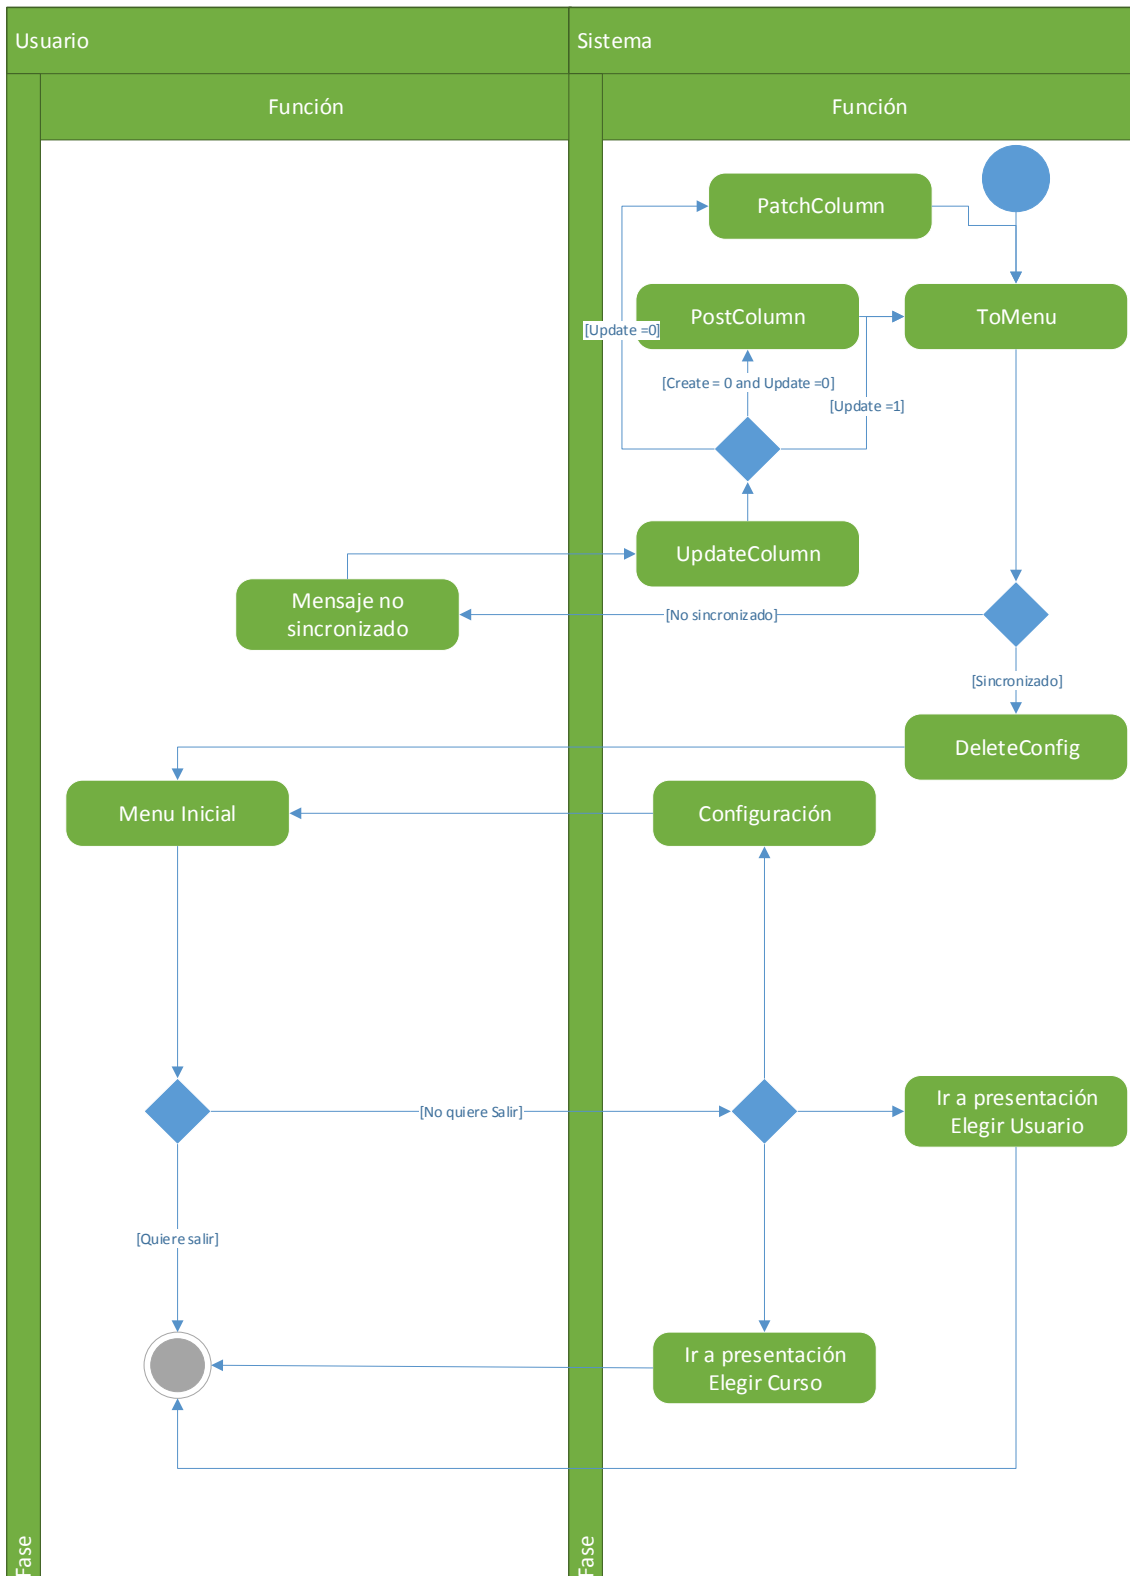 Usuario
Sistema
Función
Función
PatchColumn
PostColumn
ToMenu
[Update =0]
[Create = 0 and Update =0]
[Update =1]
UpdateColumn
Mensaje no
sincronizado
[No sincronizado]
[Sincronizado]
DeleteConfig
Menu Inicial
Configuración
[No quiere Salir]
Ir a presentación
Elegir Usuario
[Quiere salir]
Ir a presentación
Elegir Curso
Fase
Fase